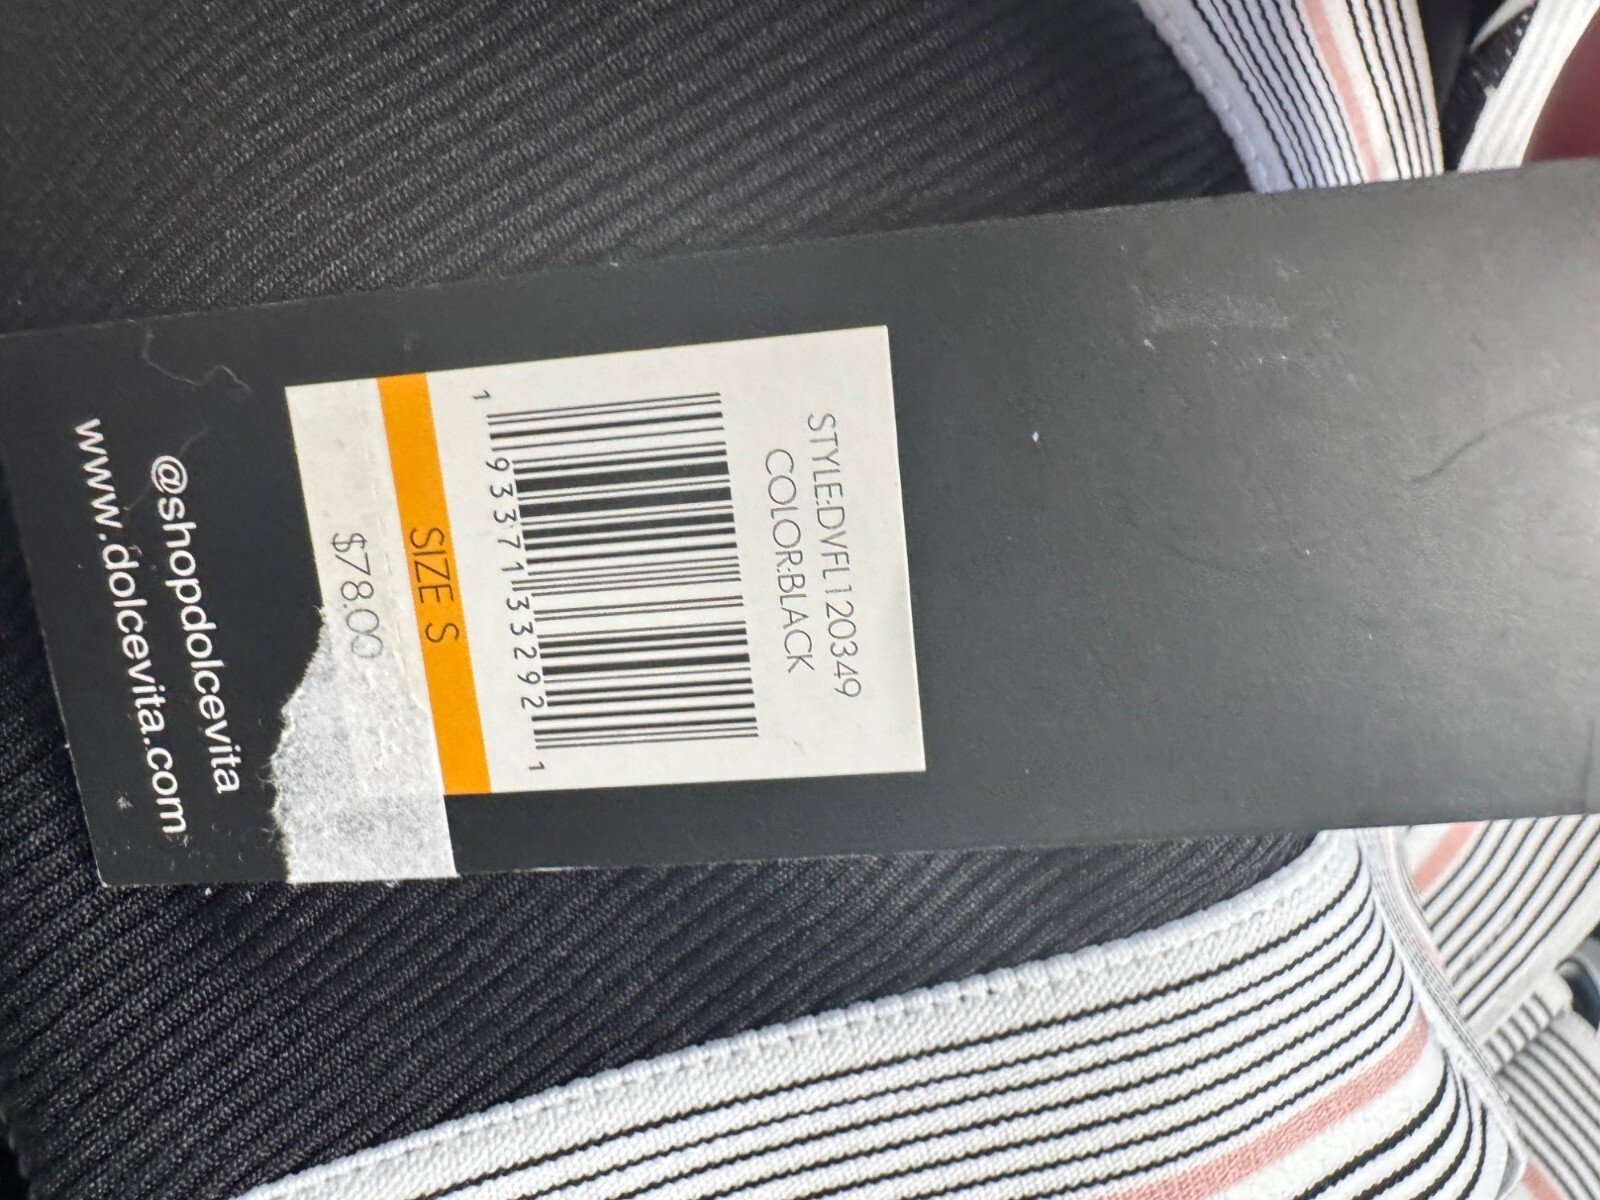 STYLE:DVFL120349
COLOR:BLACK
1 93371 33292 1
SIZE S
$78.00
@shopdolcevita
www.dolcevita.com